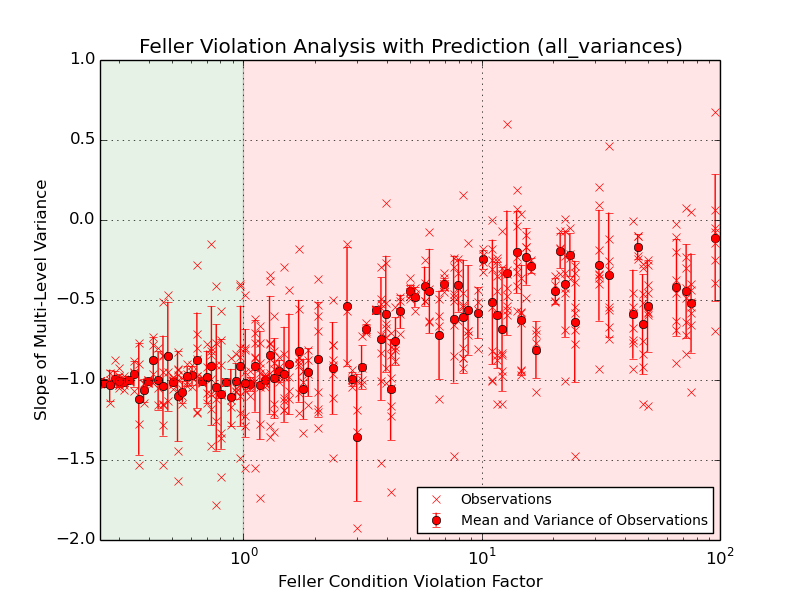 Feller Violation Analysis with Prediction (all_variances)
1.0
0.5
0.0
−0.5
−1.0
−1.5
−2.0
Slope of Multi-Level Variance
Observations
Mean and Variance of Observations
10⁰ 10¹ 10²
Feller Condition Violation Factor